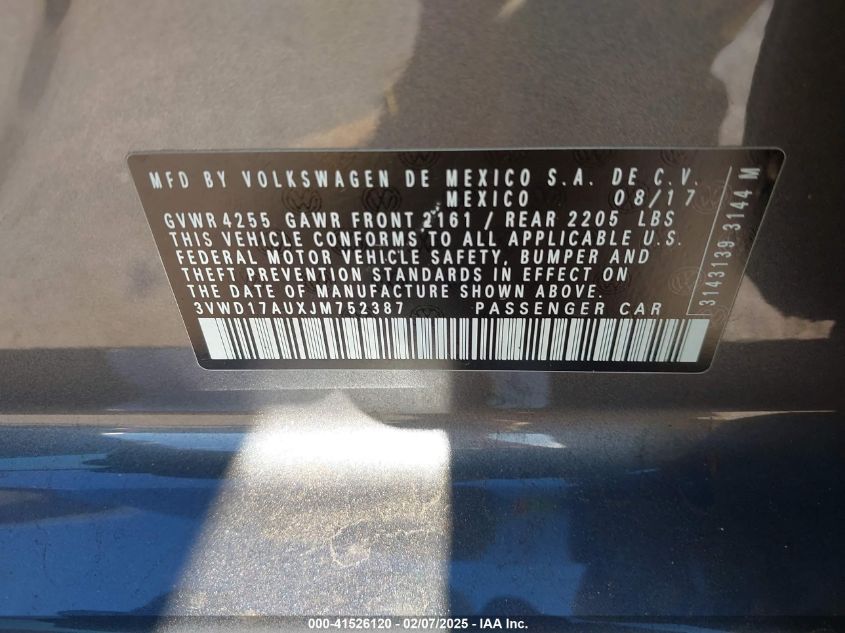 MFD BY VOLKSWAGEN DE MEXICO S.A. DE C.V.
MEXICO 08/17
GVWR 4255 GAWR FRONT 2161 / REAR 2205 LBS
THIS VEHICLE CONFORMS TO ALL APPLICABLE U.S.
FEDERAL MOTOR VEHICLE SAFETY, BUMPER AND
THEFT PREVENTION STANDARDS IN EFFECT ON
THE DATE OF MANUFACTURE SHOWN ABOVE.
3VWD17AUXJM752387 PASSENGER CAR
3143139-3144 M
000-41526120 - 02/07/2025 - IAA Inc.